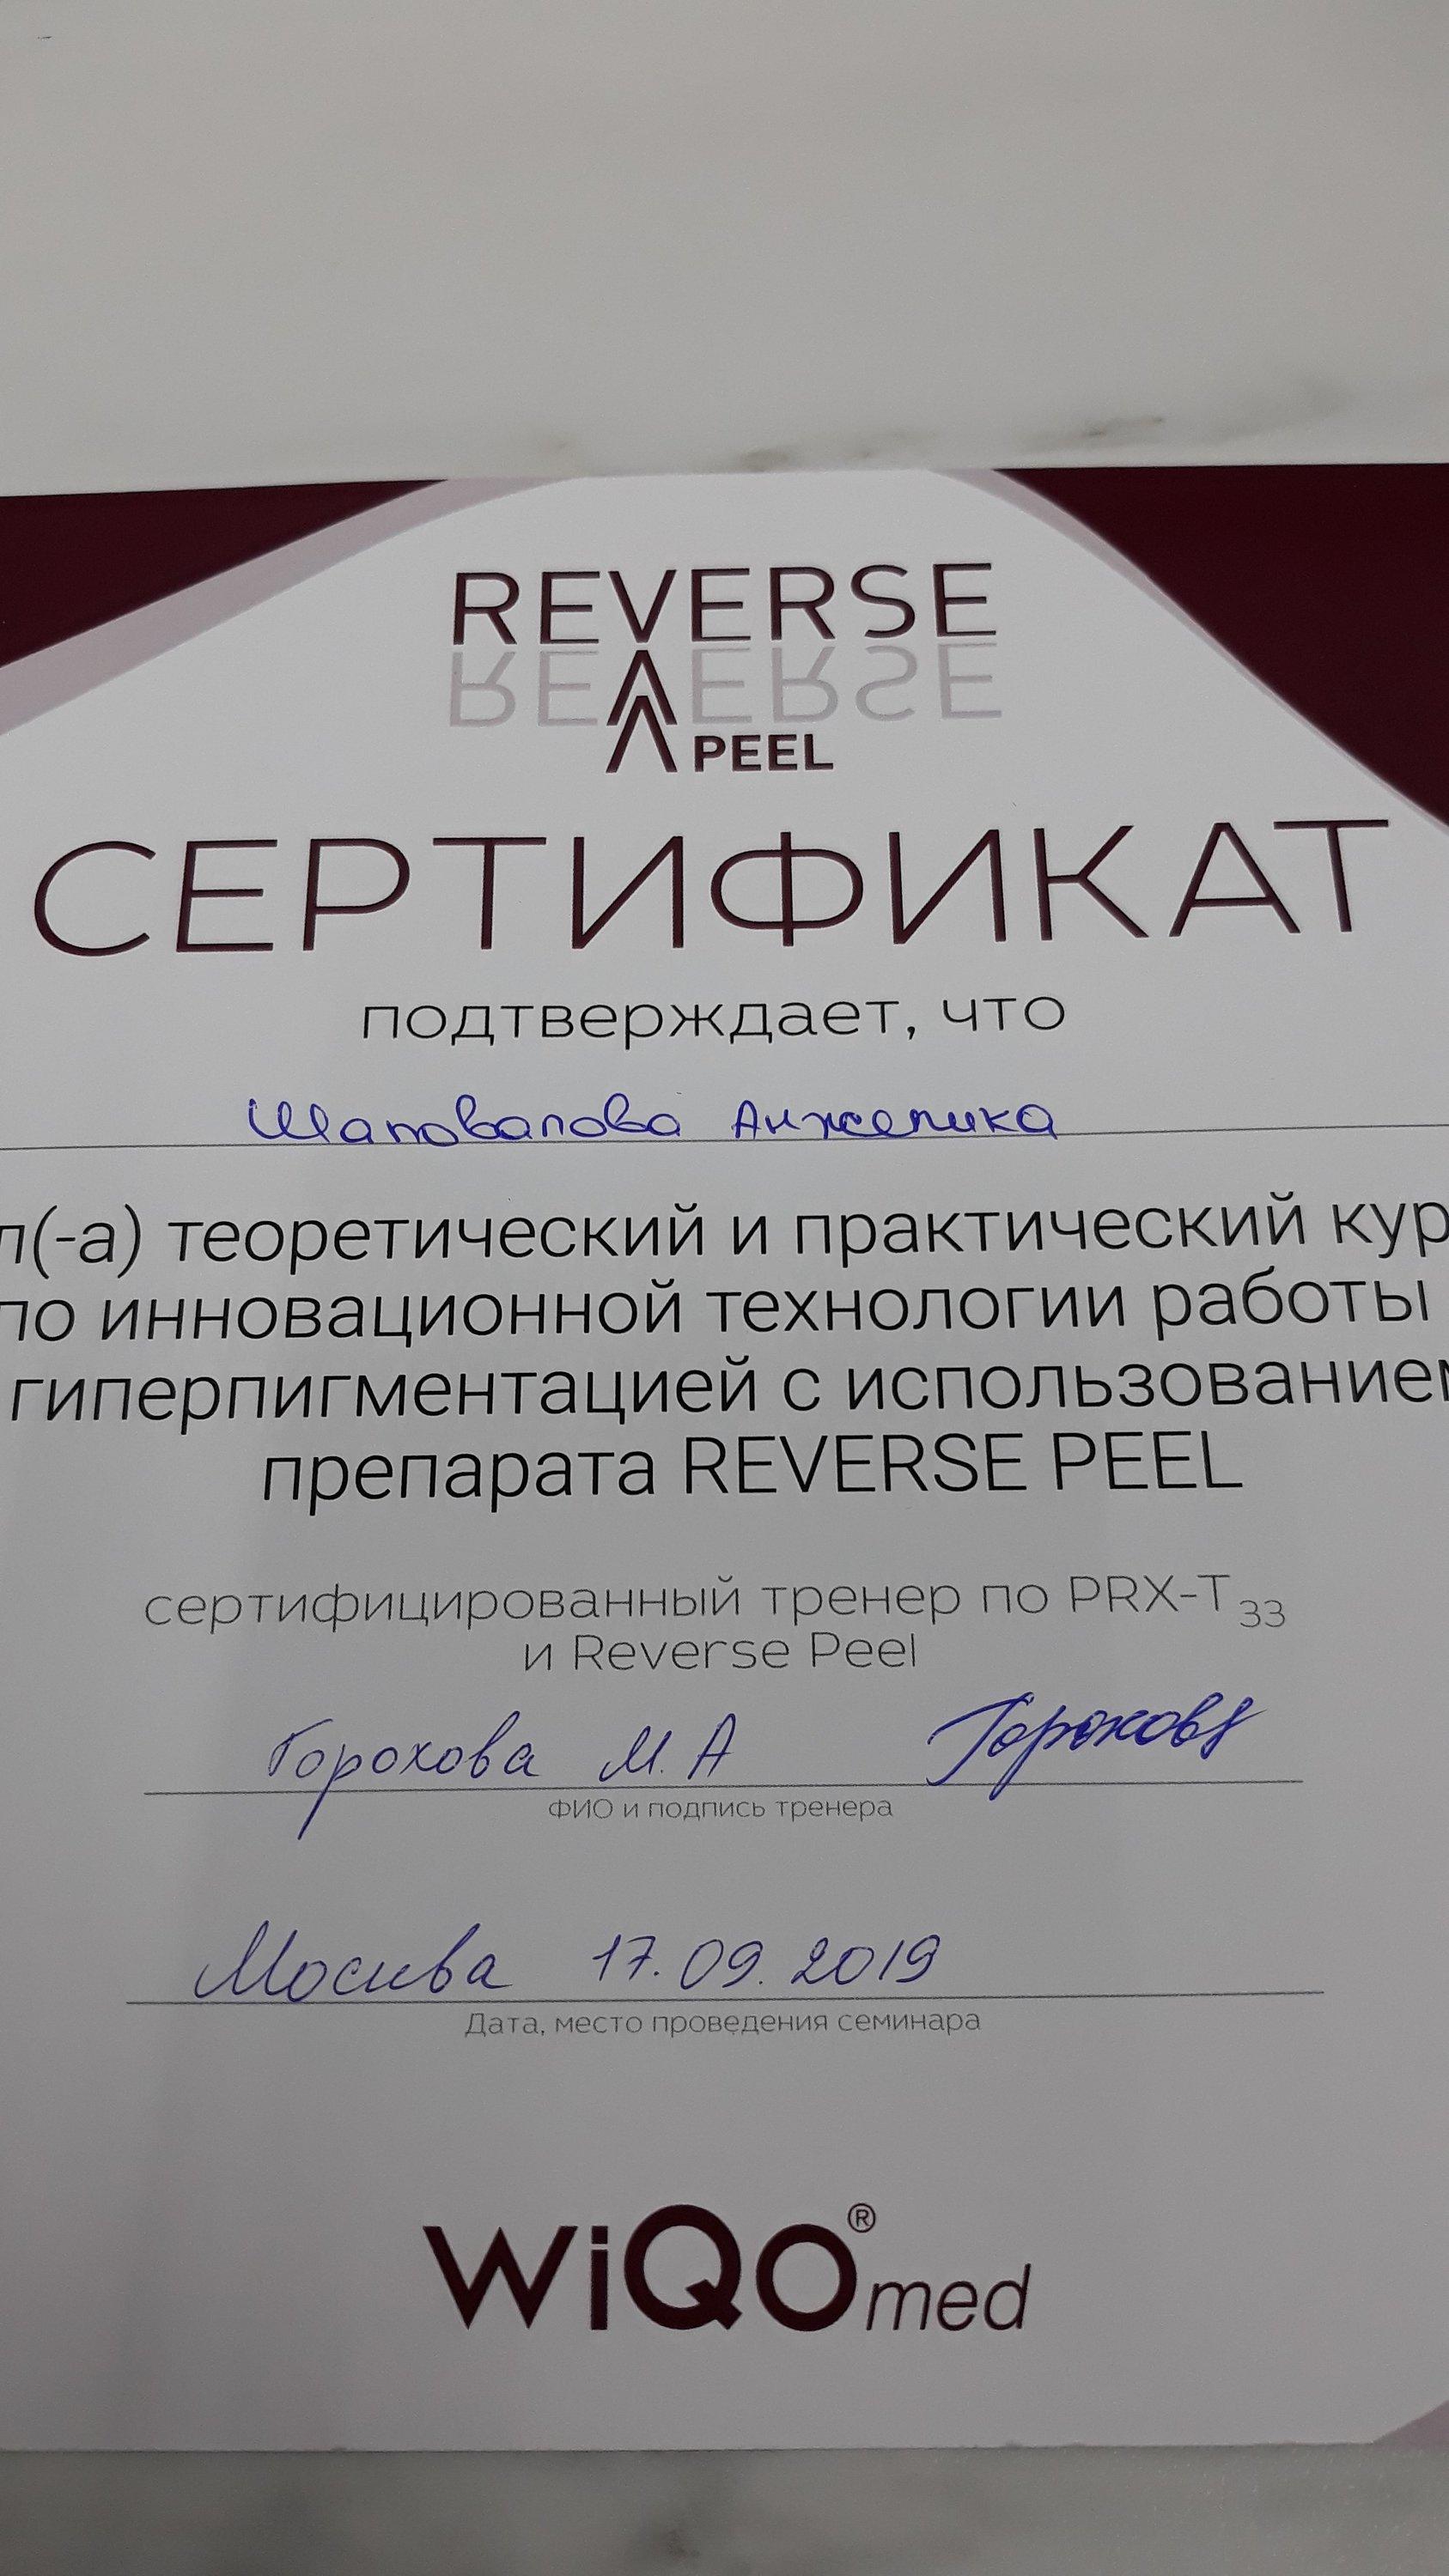 REVERSE
PEEL
СЕРТИФИКАТ
подтверждает, что
Шаповалова Анжелика
л(-а) теоретический и практический кур
по инновационной технологии работы
гиперпигментацией с использованием
препарата REVERSE PEEL
сертифицированный тренер по PRX-T33
и Reverse Peel
Горохова М.А Горохова
ФИО и подпись тренера
Москва 17.09.2019
Дата, место проведения семинара
WiQO® med